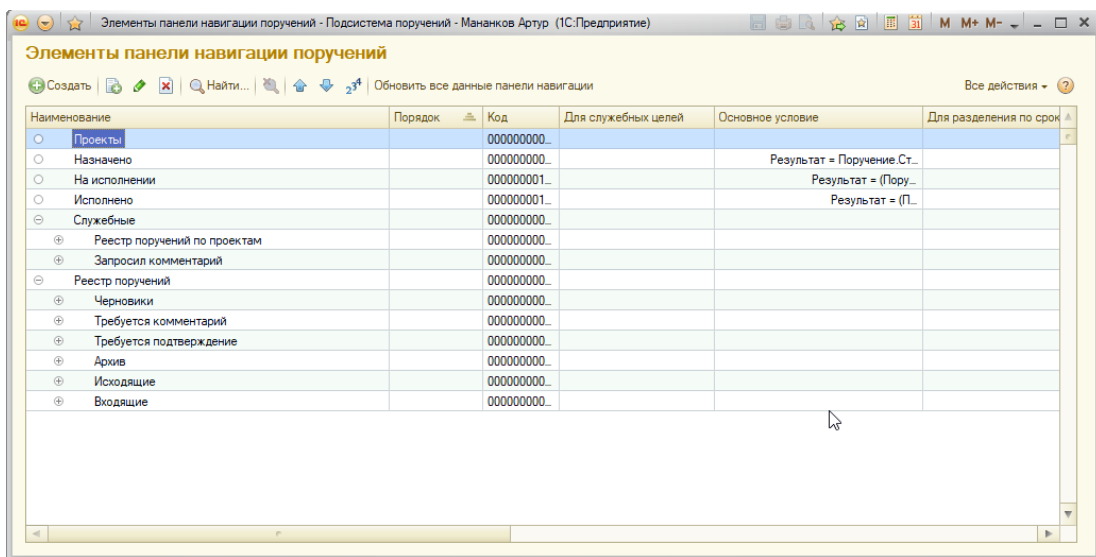 Элементы панели навигации поручений - Подсистема поручений - Мананков Артур (1С:Предприятие) 31 M M+ M-
Элементы панели навигации поручений
Создать Найти... Обновить все данные панели навигации Все действия
Наименование Порядок Код Для служебных целей Основное условие Для разделения по срок
Проекты 000000000...
Назначено 000000000... Результат = Поручение.Ст...
На исполнении 000000001... Результат = (Пору...
Исполнено 000000001... Результат = (П...
Служебные 000000000...
Реестр поручений по проектам 000000000...
Запросил комментарий 000000000...
Реестр поручений 000000000...
Черновики 000000000...
Требуется комментарий 000000000...
Требуется подтверждение 000000000...
Архив 000000000...
Исходящие 000000000...
Входящие 000000000...